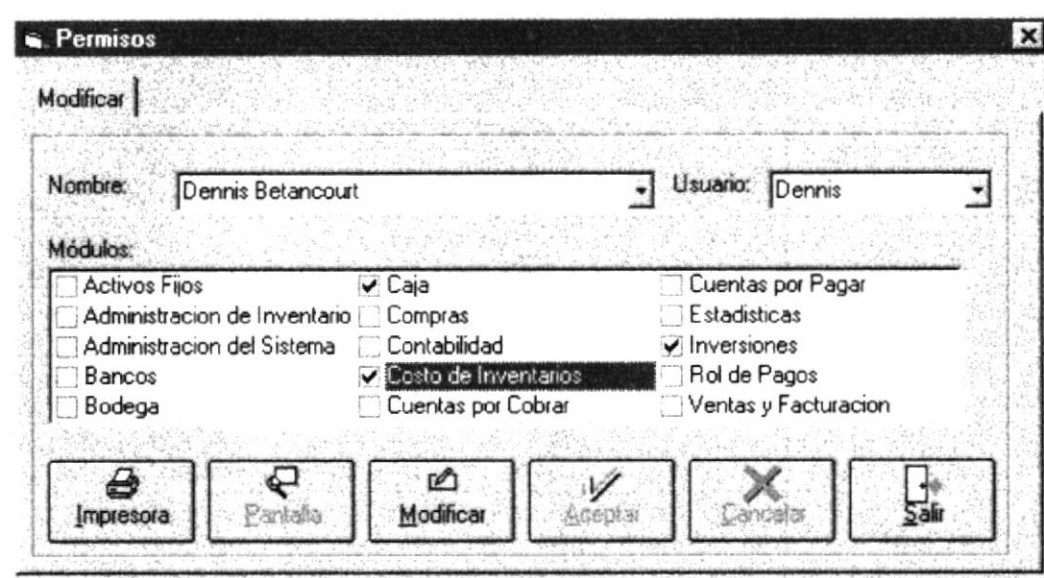 Permisos
Modificar
Nombre: Dennis Betancourt Usuario: Dennis
Módulos:
Activos Fijos Caja Cuentas por Pagar
Administracion de Inventario Compras Estadisticas
Administracion del Sistema Contabilidad Inversiones
Bancos Costo de Inventarios Rol de Pagos
Bodega Cuentas por Cobrar Ventas y Facturacion
Impresora Pantalla Modificar Aceptar Cancelar Salir